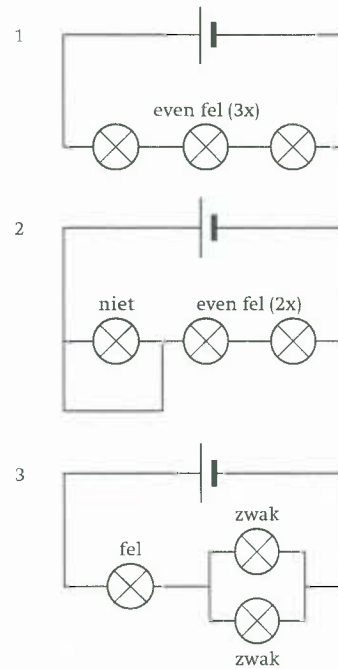 1
even fel (3x)
2
niet even fel (2x)
3
fel
zwak
zwak